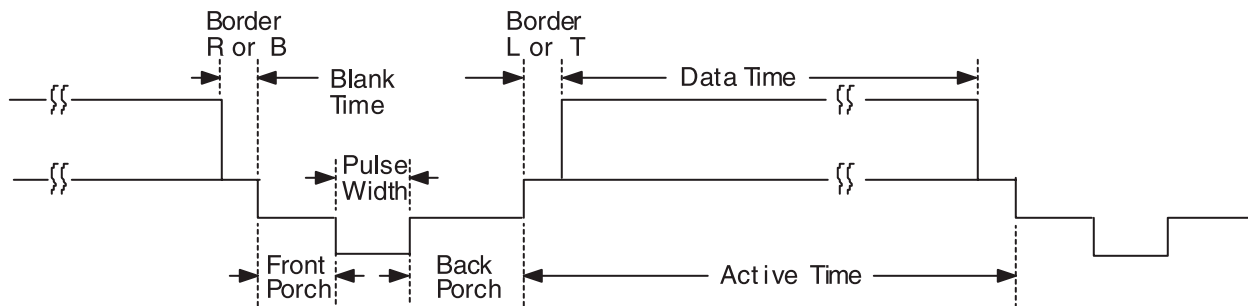 Border
R or B
Border
L or T
Blank
Time
Data Time
Pulse
Width
Front
Porch
Back
Porch
Active Time